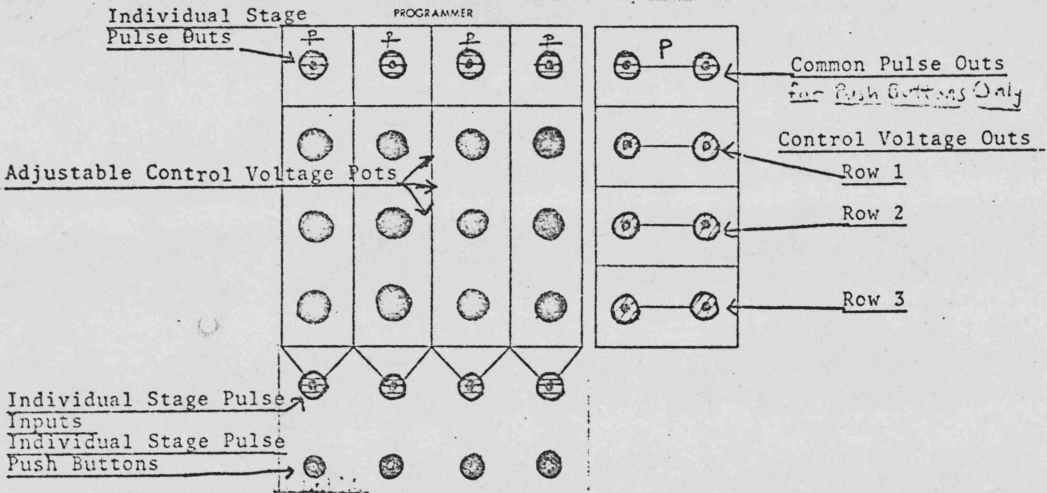 PROGRAMMER
Individual Stage
Pulse Outs
P P P P
P
Common Pulse Outs
for Push Buttons Only
Control Voltage Outs
Adjustable Control Voltage Pots
Row 1
Row 2
Row 3
Individual Stage Pulse
Inputs
Individual Stage Pulse
Push Buttons